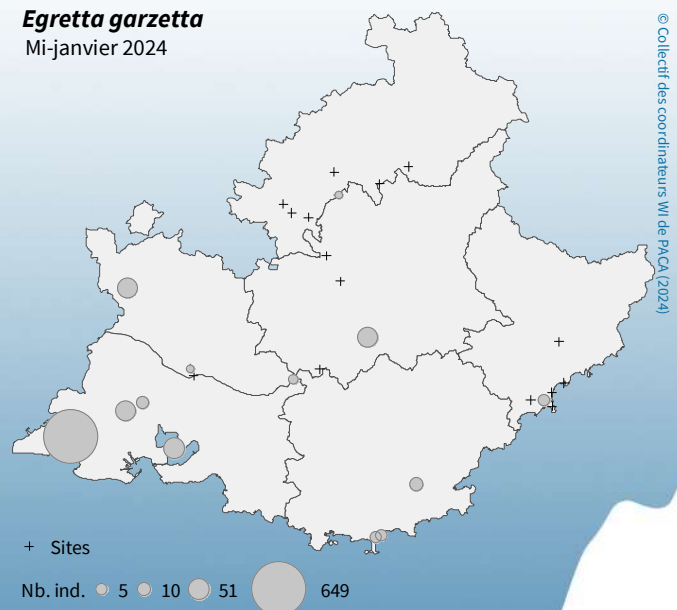 Egretta garzetta
Mi-janvier 2024
© Collectif des coordinateurs WI de PACA (2024)
+ Sites
Nb. ind. 5 10 51 649